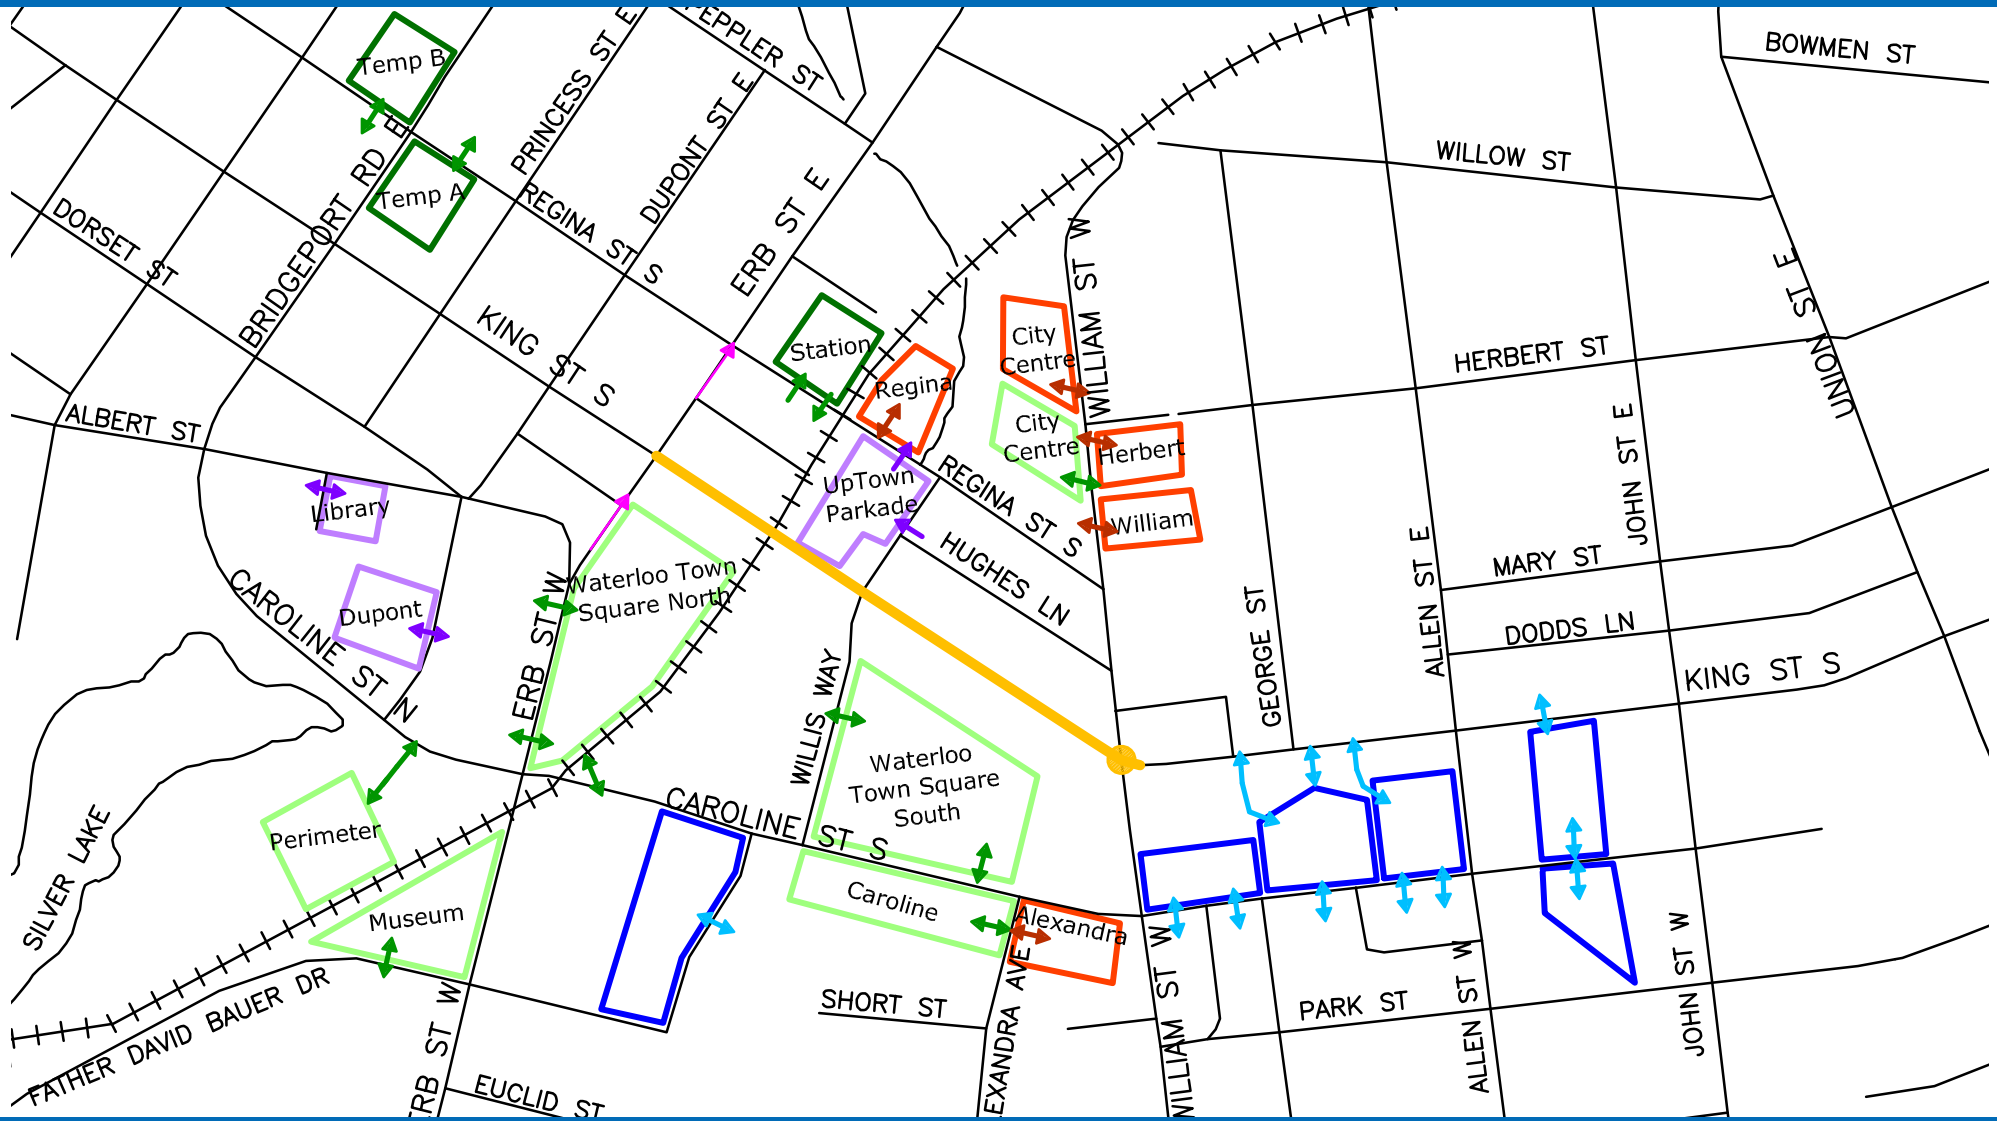 PEPPLER ST
BOWMEN ST
Temp B
PRINCESS ST E
DUPONT ST E
WILLOW ST
BRIDGEPORT RD E
Temp A
REGINA ST S
ERB ST E
DORSET ST
WILLIAM ST W
UNION ST E
KING ST S
Station
City
Centre
HERBERT ST
Regina
ALBERT ST
City
Centre
Herbert
JOHN ST E
Library
UpTown
Parkade
REGINA ST S
William
HUGHES LN
MARY ST
ALLEN ST E
Waterloo Town
Square North
Dupont
CAROLINE ST N
GEORGE ST
DODDS LN
ERB ST W
KING ST S
WILLIS WAY
Waterloo
Town Square
South
CAROLINE ST S
Perimeter
SILVER LAKE
Museum
Caroline
Alexandra
WILLIAM ST W
ALLEN ST W
JOHN ST W
FATHER DAVID BAUER DR
SHORT ST
PARK ST
ERB ST W
EXANDRA AVE
EUCLID ST